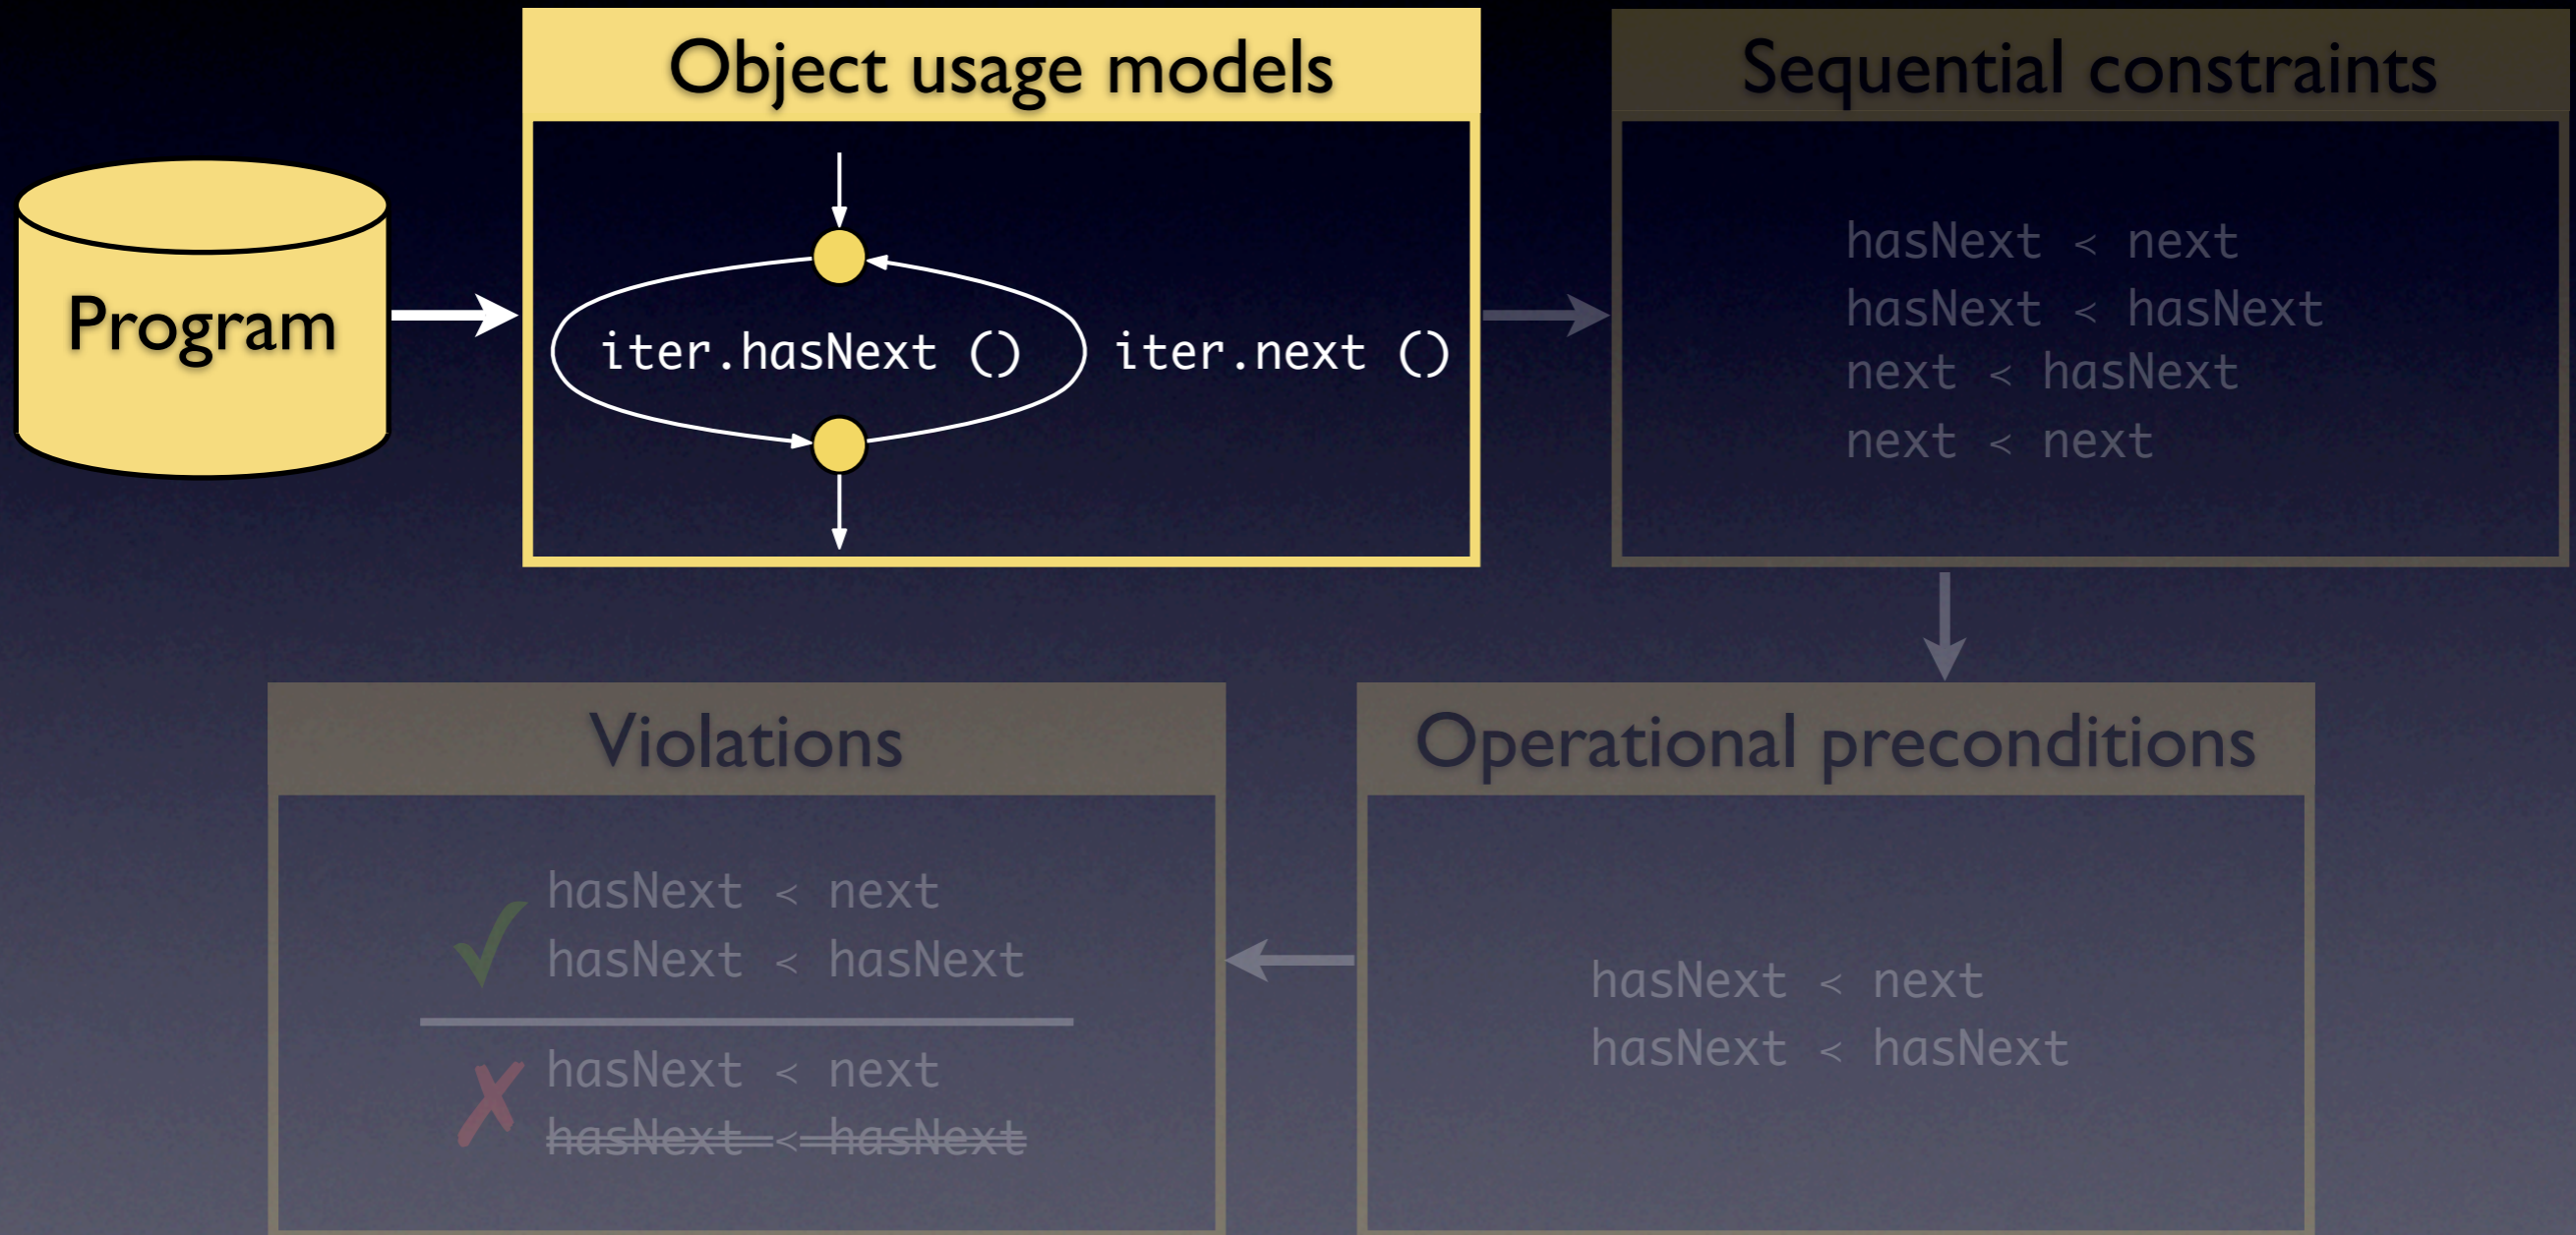 Object usage models
Sequential constraints
Program
iter.hasNext ()
iter.next ()
hasNext < next
hasNext < hasNext
next < hasNext
next < next
Violations
Operational preconditions
hasNext < next
hasNext < hasNext
✓
hasNext < next
✗
hasNext < hasNext
hasNext < next
hasNext < hasNext